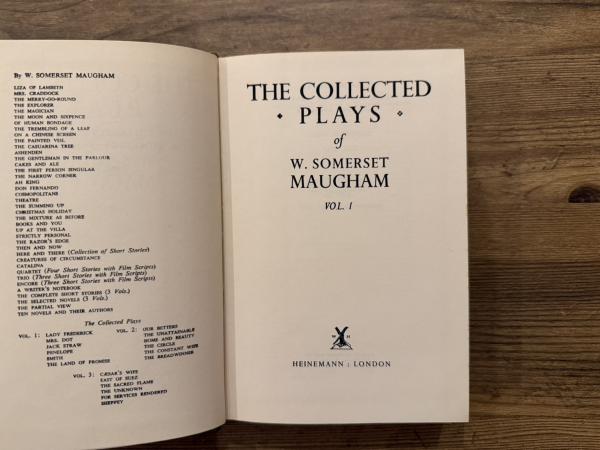 By W. SOMERSET MAUGHAM
LIZA OF LAMBETH
MRS. CRADDOCK
THE MERRY-GO-ROUND
THE EXPLORER
THE MAGICIAN
THE MOON AND SIXPENCE
OF HUMAN BONDAGE
THE TREMBLING OF A LEAF
ON A CHINESE SCREEN
THE PAINTED VEIL
THE CASUARINA TREE
ASHENDEN
THE GENTLEMAN IN THE PARLOUR
CAKES AND ALE
THE FIRST PERSON SINGULAR
THE NARROW CORNER
AH KING
DON FERNANDO
COSMOPOLITANS
THEATRE
THE SUMMING UP
CHRISTMAS HOLIDAY
THE MIXTURE AS BEFORE
BOOKS AND YOU
UP AT THE VILLA
STRICTLY PERSONAL
THE RAZOR'S EDGE
THEN AND NOW
HERE AND THERE (Collection of Short Stories)
CREATURES OF CIRCUMSTANCE
CATALINA
QUARTET (Four Short Stories with Film Scripts)
TRIO (Three Short Stories with Film Scripts)
ENCORE (Three Short Stories with Film Scripts)
A WRITER'S NOTEBOOK
THE COMPLETE SHORT STORIES (3 Vols.)
THE SELECTED NOVELS (3 Vols.)
THE PARTIAL VIEW
TEN NOVELS AND THEIR AUTHORS
The Collected Plays
VOL. 1: LADY FREDERICK
MRS. DOT
JACK STRAW
PENELOPE
SMITH
THE LAND OF PROMISE
VOL. 2: OUR BETTERS
THE UNATTAINABLE
HOME AND BEAUTY
THE CIRCLE
THE CONSTANT WIFE
THE BREADWINNER
VOL. 3: CÆSAR'S WIFE
EAST OF SUEZ
THE SACRED FLAME
THE UNKNOWN
FOR SERVICES RENDERED
SHEPPEY
THE COLLECTED
PLAYS
of
W. SOMERSET
MAUGHAM
VOL. I
HEINEMANN : LONDON